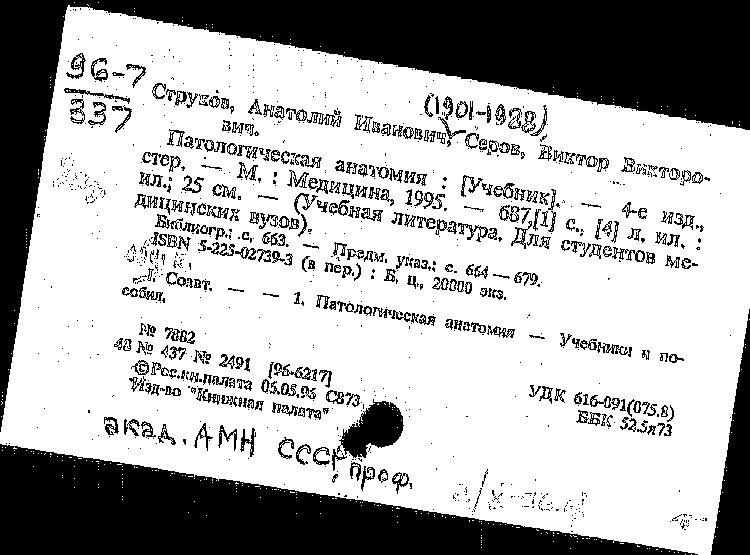 96-7
337
(1901-1988)
Струков, Анатолий Иванович, Серов, Виктор Викторо-
вич.
Патологическая анатомия : [Учебник]. — 4-е изд.,
стер. — М. : Медицина, 1995. — 687,[1] с., [4] л. ил. :
ил.; 25 см. — (Учебная литература. Для студентов ме-
дицинских вузов).
Библиогр.: с. 663. — Предм. указ.: с. 664 — 679.
ISBN 5-225-02739-3 (в пер.) : Б. ц., 20000 экз.
I. Соавт. — — 1. Патологическая анатомия — Учебники и по-
собия.
№ 7882
48 № 437 № 2491 [96-6217]
©Рос.кн.палата 05.05.96 С873
Изд-во "Книжная палата"
УДК 616-091(075.8)
ББК 52.5я73
акад. АМН СССР, проф.